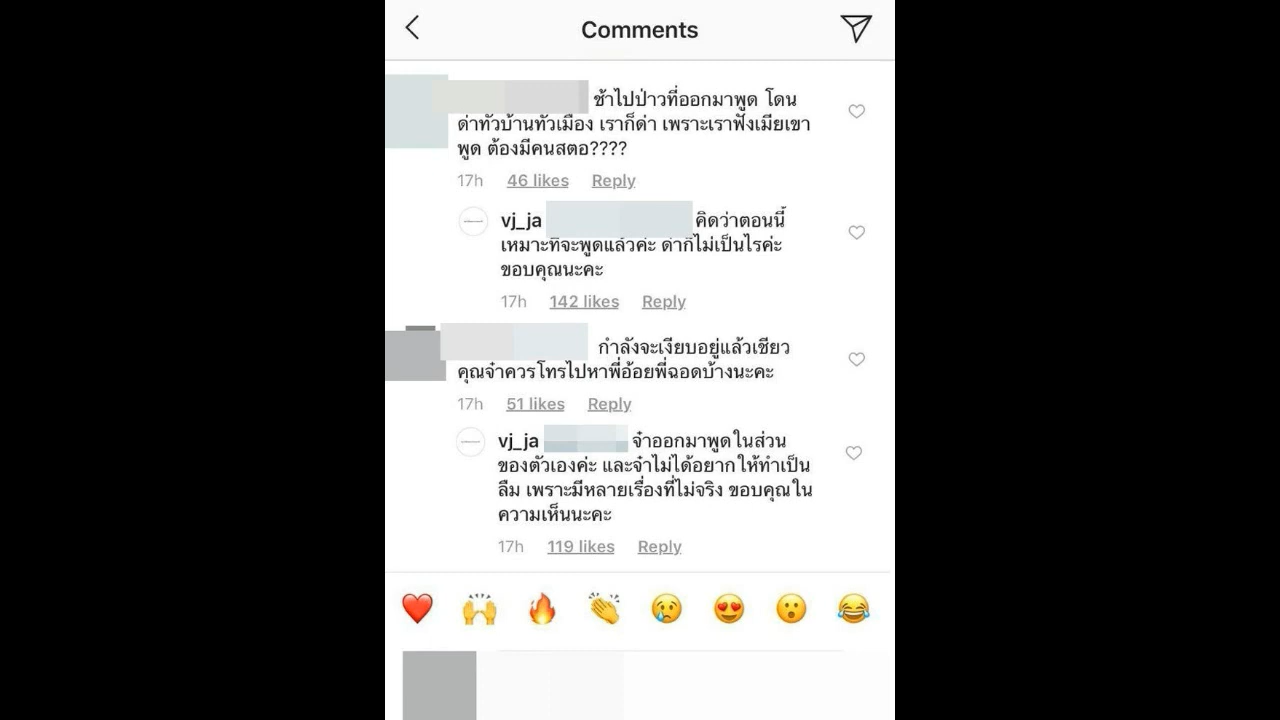 Comments
ช้าไปป่าวที่ออกมาพูด โดน
ด่าทัวบ้านทัวเมือง เราก็ด่า เพราะเราฟังเมียเขา
พูด ต้องมีคนสตอ????
17h 46 likes Reply
vj_ja คิดว่าตอนนี้
เหมาะที่จะพูดแล้วค่ะ ด่าก็ไม่เป็นไรค่ะ
ขอบคุณนะคะ
17h 142 likes Reply
กำลังจะเงียบอยู่แล้วเชียว
คุณจ๋าควรโทรไปหาพี่อ้อยพี่ฉอดบ้างนะคะ
17h 51 likes Reply
vj_ja จ๋าออกมาพูดในส่วน
ของตัวเองค่ะ และจ๋าไม่ได้อยากให้ทำเป็น
ลืม เพราะมีหลายเรื่องที่ไม่จริง ขอบคุณใน
ความเห็นนะคะ
17h 119 likes Reply